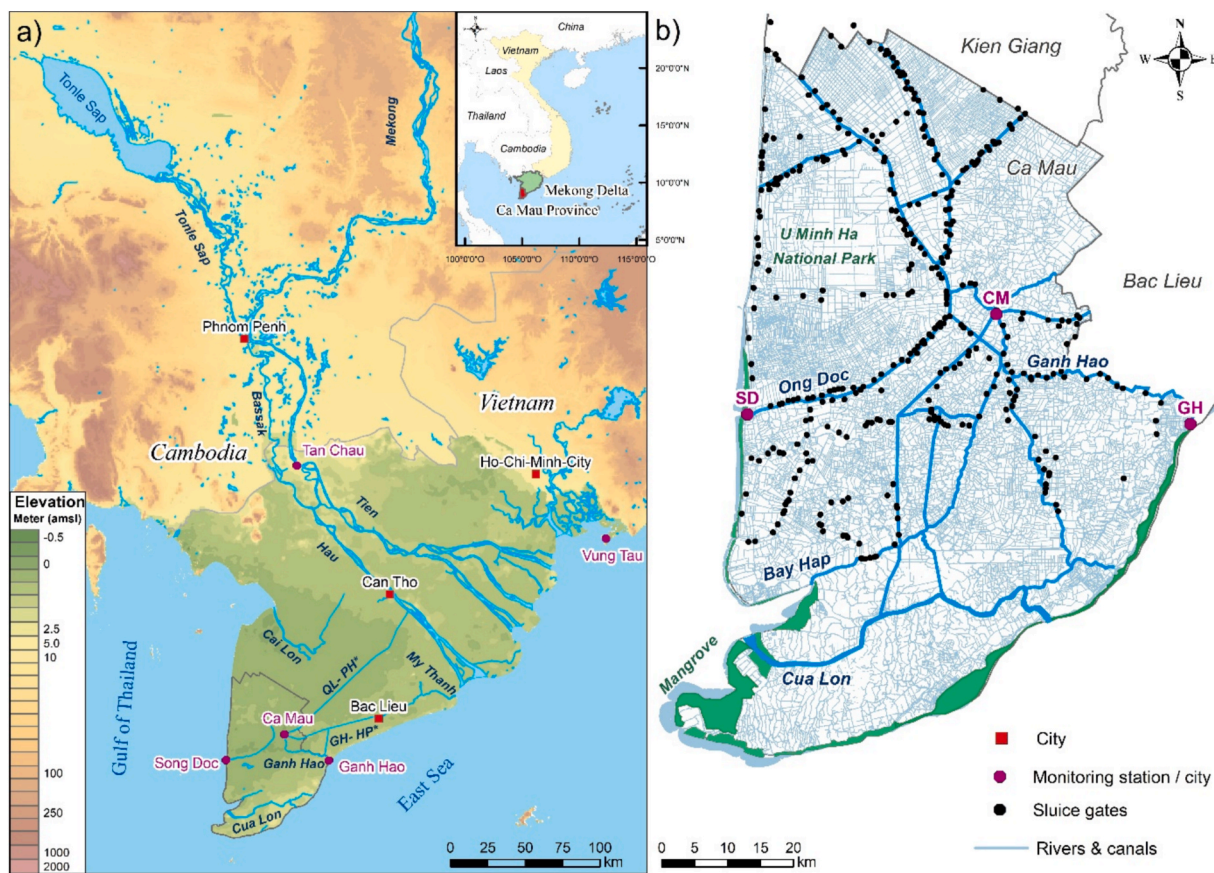 a)
China
Vietnam
Laos
Thailand
Cambodia
Mekong Delta
Ca Mau Province
20°0'0"N
15°0'0"N
10°0'0"N
5°0'0"N
100°0'0"E
105°0'0"E
110°0'0"E
115°0'0"E
Tonle Sap
Tonle Sap
Mekong
Phnom Penh
Bassak
Vietnam
Cambodia
Tan Chau
Ho-Chi-Minh-City
Tien
Hau
Vung Tau
Can Tho
Cai Lon
QL- PH*
My Thanh
Bac Lieu
Ca Mau
GH- HP*
Song Doc
Ganh Hao
Ganh Hao
Cua Lon
Gulf of Thailand
East Sea
Elevation
Meter (amsl)
-0.5
0
2.5
5.0
10
100
250
1000
2000
0 25 50 75 100
km
b)
N
W
S
Kien Giang
Ca Mau
U Minh Ha
National Park
Bac Lieu
CM
Ganh Hao
Ong Doc
SD
GH
Bay Hap
Mangrove
Cua Lon
City
Monitoring station / city
Sluice gates
Rivers & canals
0 5 10 15 20
km